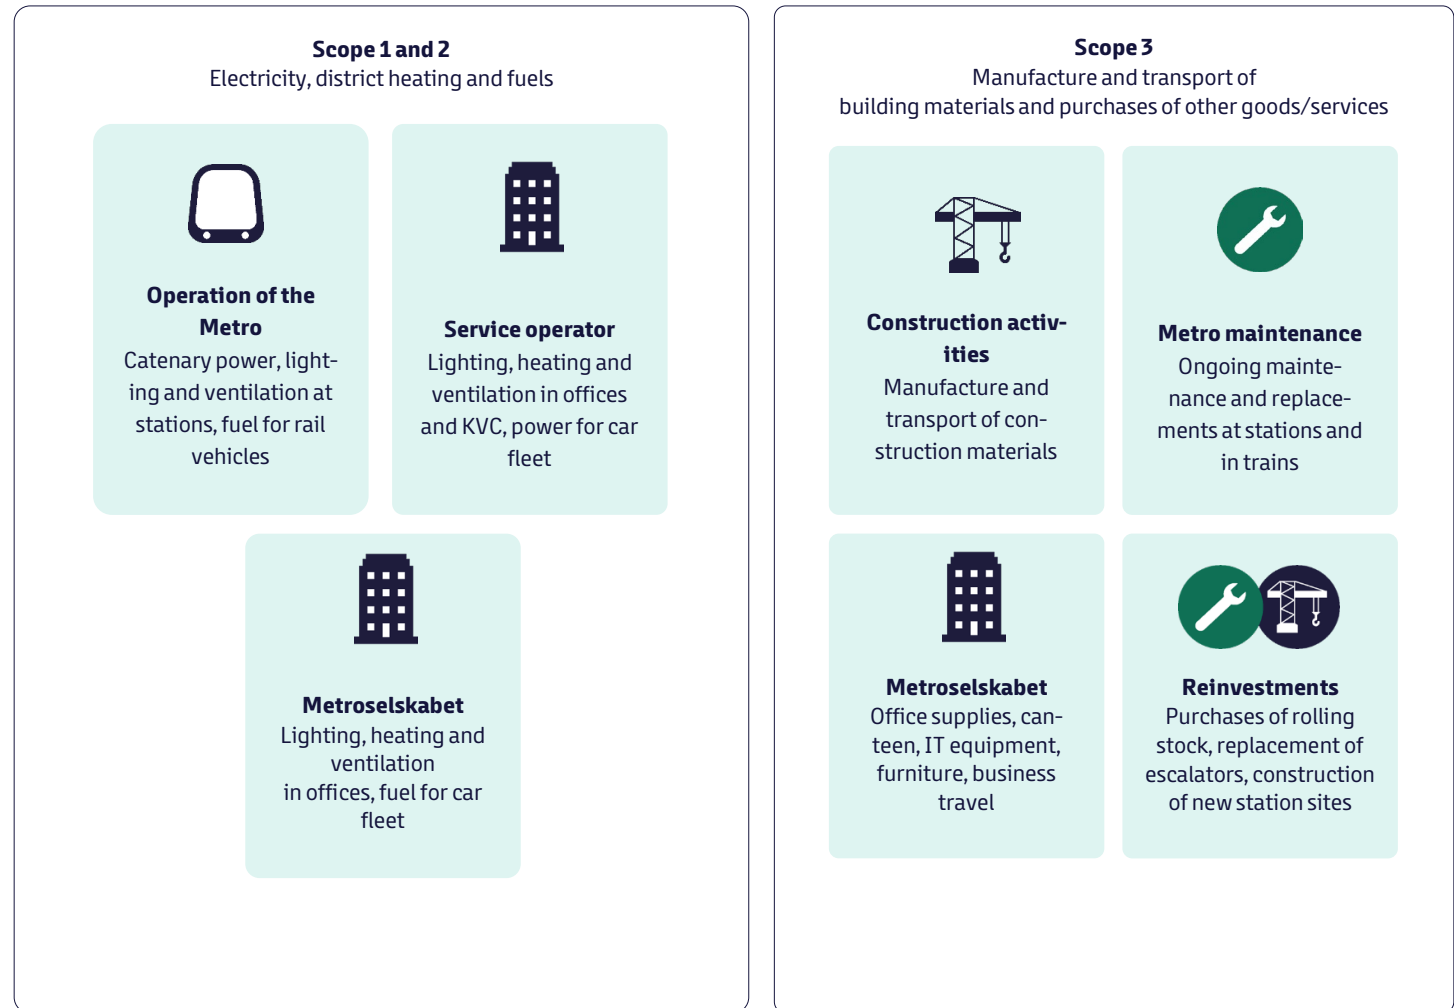 Scope 1 and 2
Electricity, district heating and fuels
Operation of the
Metro
Catenary power, light-
ing and ventilation at
stations, fuel for rail
vehicles
Service operator
Lighting, heating and
ventilation in offices
and KVC, power for car
fleet
Metroselskabet
Lighting, heating and
ventilation
in offices, fuel for car
fleet
Scope 3
Manufacture and transport of
building materials and purchases of other goods/services
Construction activ-
ities
Manufacture and
transport of con-
struction materials
Metro maintenance
Ongoing mainte-
nance and replace-
ments at stations and
in trains
Metroselskabet
Office supplies, can-
teen, IT equipment,
furniture, business
travel
Reinvestments
Purchases of rolling
stock, replacement of
escalators, construction
of new station sites